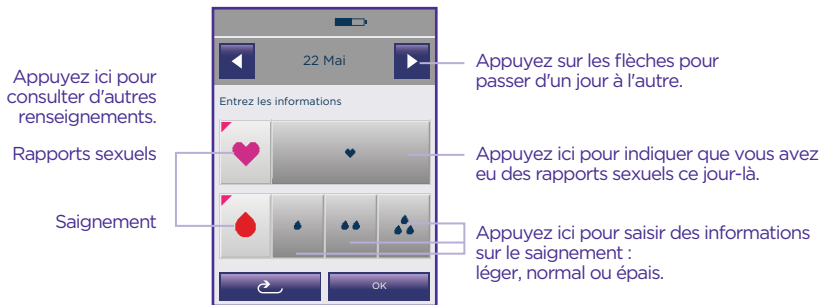 22 Mai
Appuyez sur les flèches pour
passer d'un jour à l'autre.
Appuyez ici pour
consulter d'autres
renseignements.
Entrez les informations
Rapports sexuels
Appuyez ici pour indiquer que vous avez
eu des rapports sexuels ce jour-là.
Saignement
Appuyez ici pour saisir des informations
sur le saignement :
léger, normal ou épais.
OK